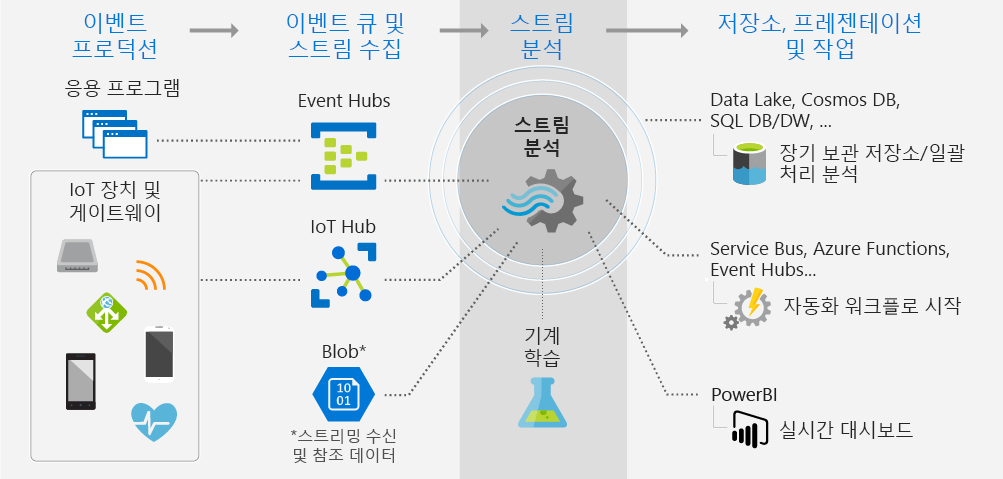 이벤트
프로덕션
이벤트 큐 및
스트림 수집
스트림
분석
저장소, 프레젠테이션
및 작업
응용 프로그램
IoT 장치 및
게이트웨이
Event Hubs
IoT Hub
Blob*
10
01
*스트리밍 수신
및 참조 데이터
스트림
분석
기계
학습
Data Lake, Cosmos DB,
SQL DB/DW, ...
장기 보관 저장소/일괄
처리 분석
Service Bus, Azure Functions,
Event Hubs...
자동화 워크플로 시작
PowerBI
실시간 대시보드